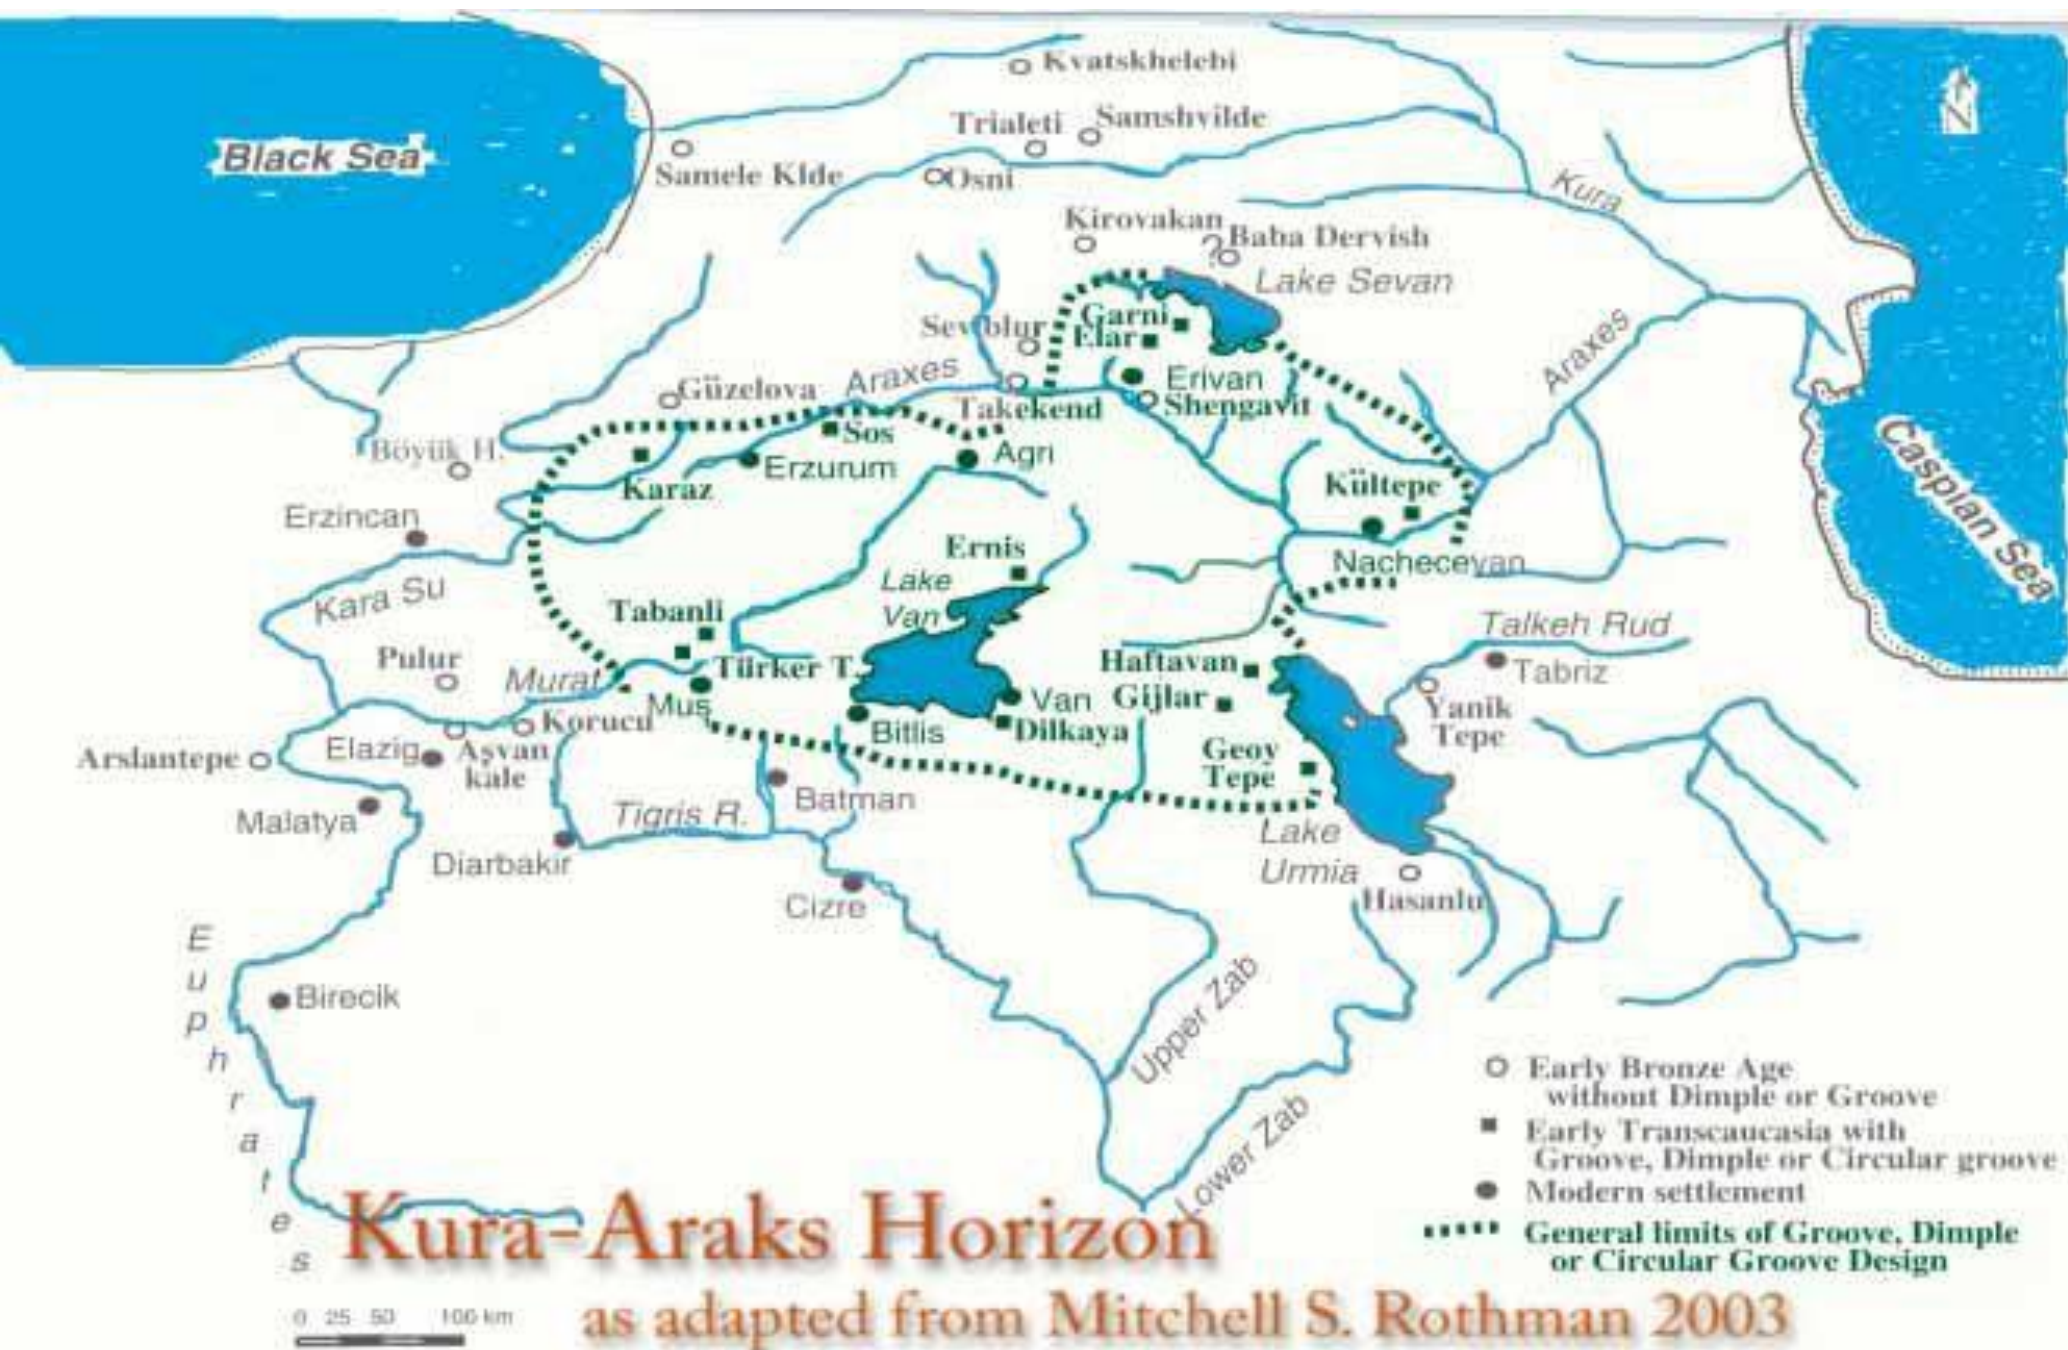 Kvatskhelebi
Trialeti
Samshvilde
Black Sea
Samele Klde
Osni
N
Kura
Kirovakan
?
Baba Dervish
Lake Sevan
Garni
Elar
Araxes
Güzelova
Araxes
Erivan
Takekend
Shengavit
Sos
Böyük H.
Erzurum
Agri
Karaz
Kültepe
Caspian Sea
Erzincan
Ernis
Nachecevan
Lake
Van
Kara Su
Tabanli
Talkeh Rud
Pulur
Murat
Türker T.
Haftavan
Tabriz
Mus
Van
Gijlar
Yanik
Tepe
Korucu
Bitlis
Dilkaya
Arslantepe
Elazig
Aşvan
kale
Geoy
Tepe
Malatya
Tigris R.
Batman
Diarbakir
Lake
Urmia
Cizre
Hasanlu
Euphrates
Birecik
Upper Zab
Lower Zab
Early Bronze Age
without Dimple or Groove
Early Transcaucasia with
Groove, Dimple or Circular groove
Modern settlement
General limits of Groove, Dimple
or Circular Groove Design
Kura-Araks Horizon
as adapted from Mitchell S. Rothman 2003
0 25 50 100 km